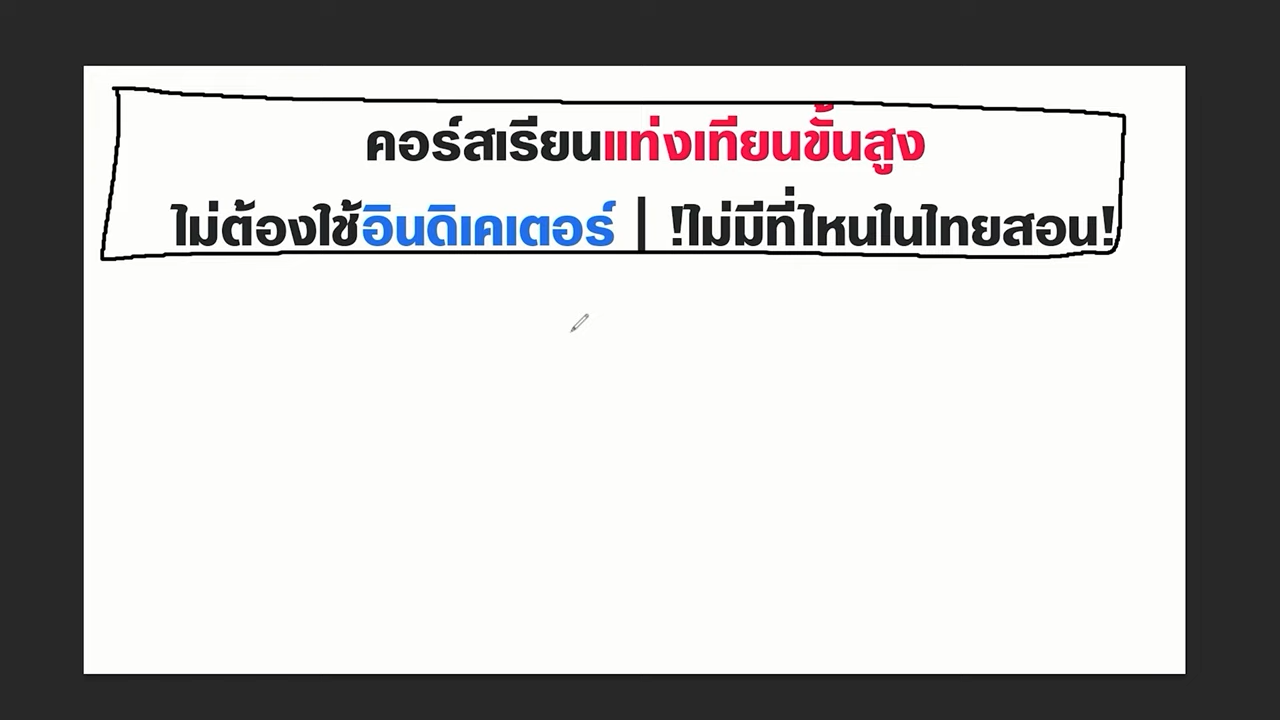 คอร์สเรียนแท่งเทียนขั้นสูง
ไม่ต้องใช้อินดิเคเตอร์ | !ไม่มีที่ไหนในไทยสอน!